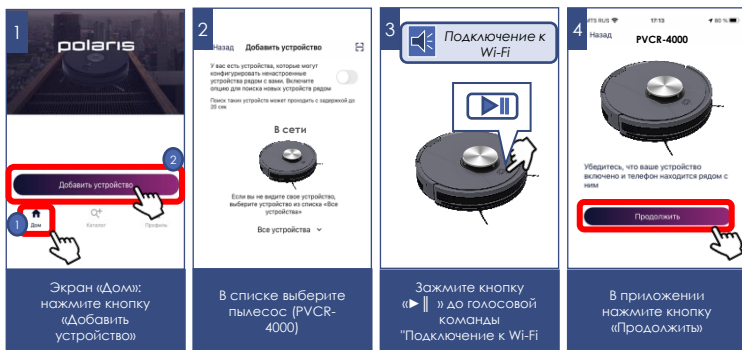 1
polaris
2
Добавить устройство
1
Дом
Каталог
Профиль
Экран «Дом»:
нажмите кнопку
«Добавить
устройство»
2
Назад
Добавить устройство
У вас есть устройства, которые могут
конфигурировать ненастроенные
устройства рядом с вами. Включите
опцию для поиска новых устройств рядом
Поиск таких устройств может проходить с задержкой до
20 сек
В сети
Если вы не видите свое устройство,
выберите устройство из списка «Все
устройства»
Все устройства
В списке выберите
пылесос (PVCR-
4000)
3
Подключение к
Wi-Fi
►||
Зажмите кнопку
«►║ » до голосовой
команды
"Подключение к Wi-Fi
4
MTS RUS
17:13
80 %
Назад
PVCR-4000
Убедитесь, что ваше устройство
включено и телефон находится рядом с
ним
Продолжить
В приложении
нажмите кнопку
«Продолжить»